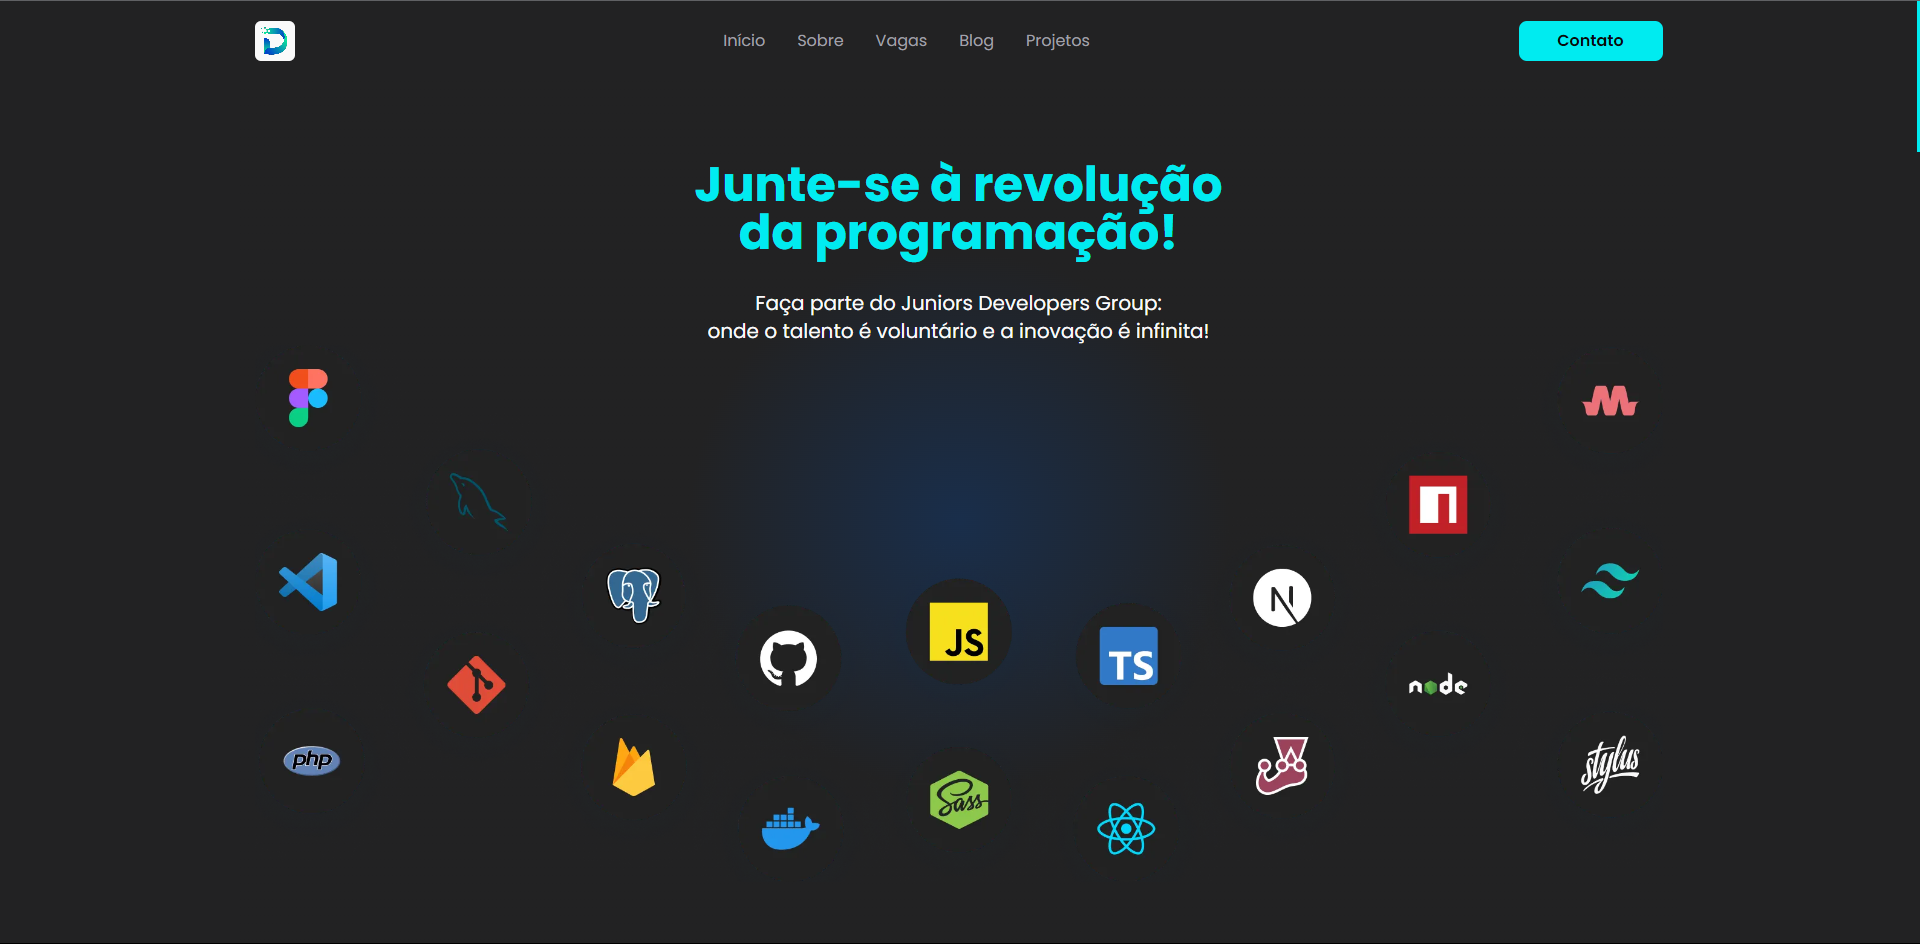 D
Início Sobre Vagas Blog Projetos
Contato
Junte-se à revolução
da programação!
Faça parte do Juniors Developers Group:
onde o talento é voluntário e a inovação é infinita!
N
JS
TS
node
php
Sass
stylus